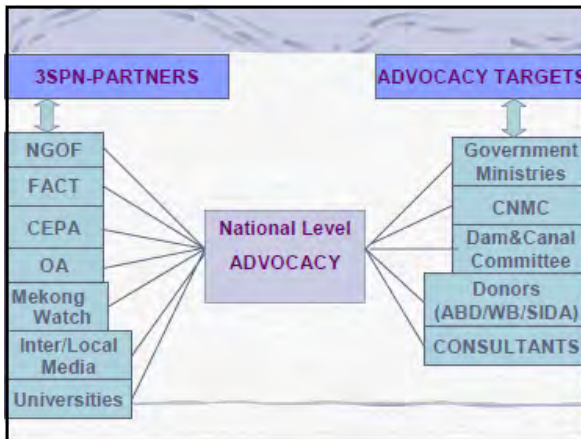 3SPN-PARTNERS
NGOF
FACT
CEPA
OA
Mekong
Watch
Inter/Local
Media
Universities
National Level
ADVOCACY
ADVOCACY TARGETS
Government
Ministries
CNMC
Dam&Canal
Committee
Donors
(ABD/WB/SIDA)
CONSULTANTS